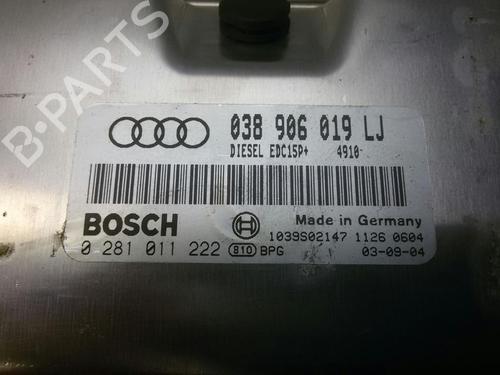 B-PARTS
038 906 019 LJ
DIESEL EDC15P+ 4910
BOSCH
Made in Germany
1039S02147 1126 0604
0 281 011 222 810 BPG 03-09-04